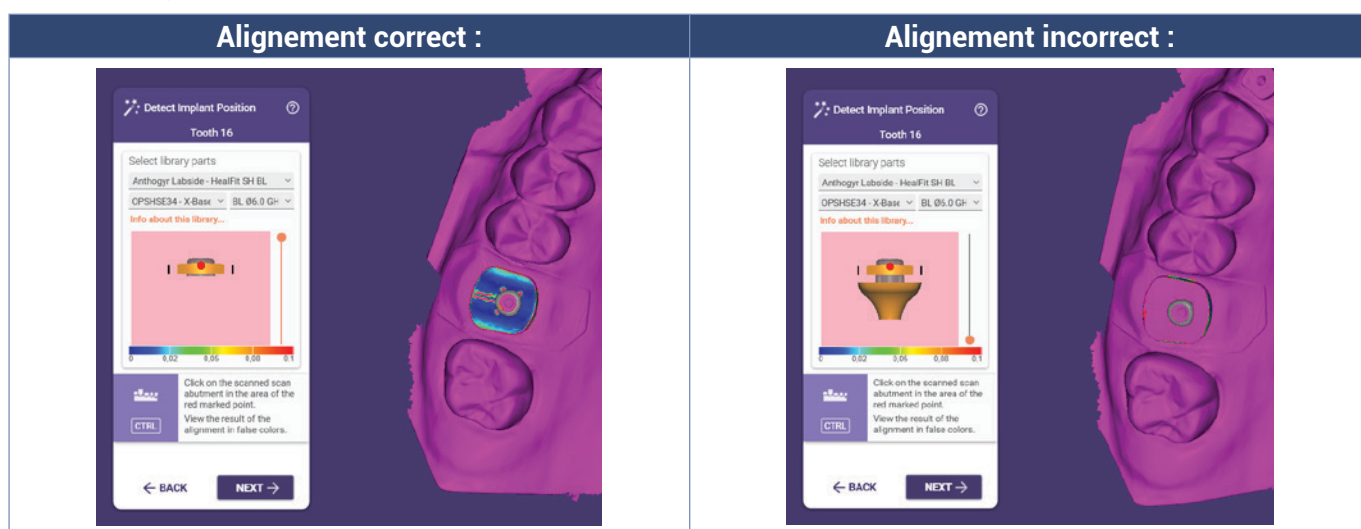 Alignement correct :
Alignement incorrect :
Detect Implant Position
Tooth 16
Select library parts
Anthogyr Labside - HealFit SH BL
OPSHSE34 - X-Base BL Ø6.0 GH
Info about this library...
0 0,02 0,05 0,08 0.1
Click on the scanned scan
abutment in the area of the
red marked point.
View the result of the
alignment in false colors.
CTRL
← BACK NEXT →
Detect Implant Position
Tooth 16
Select library parts
Anthogyr Labside - HealFit SH BL
OPSHSE34 - X-Base BL Ø6.0 GH
Info about this library...
0 0,02 0,05 0,08 0.1
Click on the scanned scan
abutment in the area of the
red marked point.
View the result of the
alignment in false colors.
CTRL
← BACK NEXT →